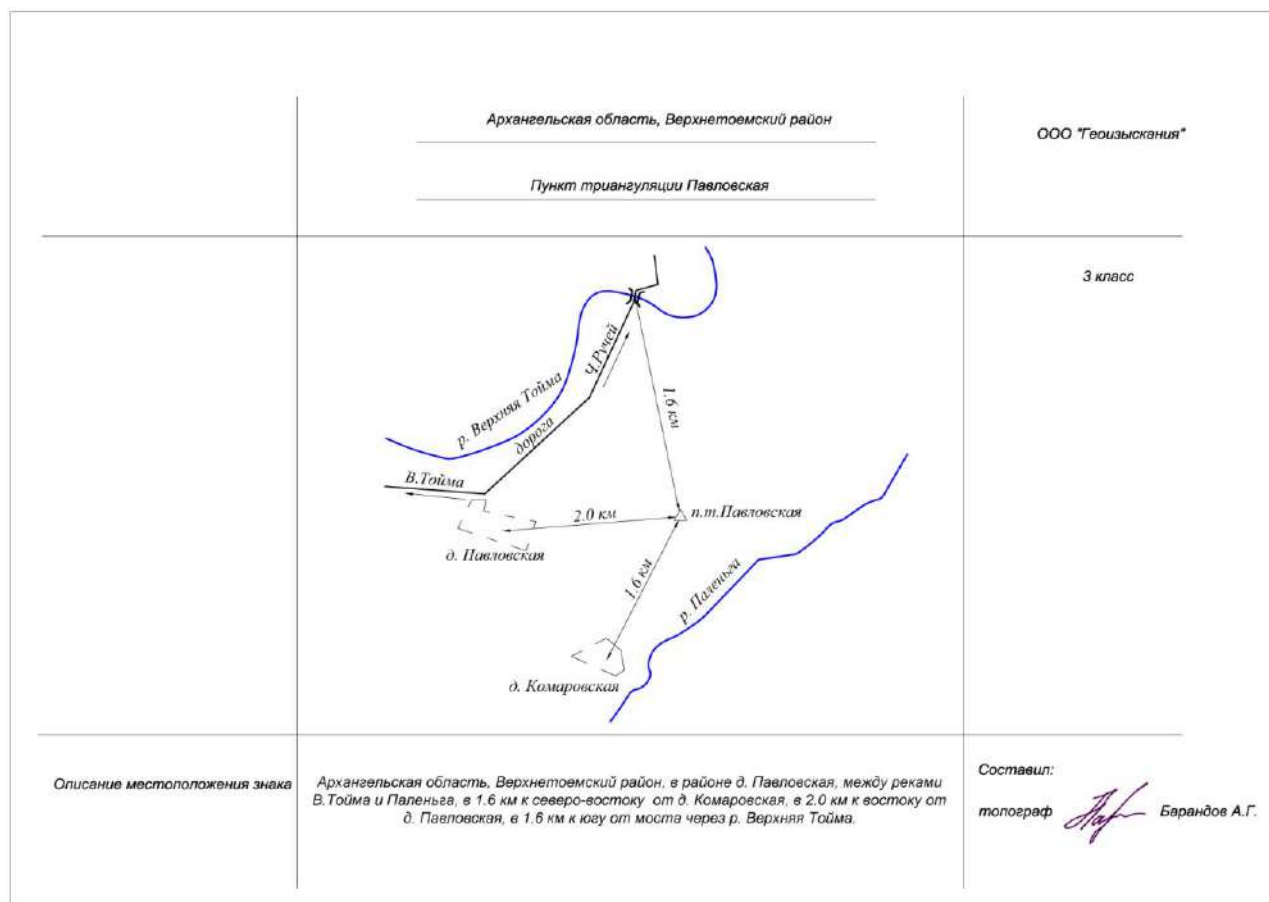 Архангельская область, Верхнетоемский район
ООО "Геоизыскания"
Пункт триангуляции Павловская
3 класс
Ч.Ручей
р. Верхняя Тойма
дорога
1.6 км
В.Тойма
2.0 км
п.т.Павловская
д. Павловская
1.6 км
р. Паленьга
д. Комаровская
Описание местоположения знака
Архангельская область, Верхнетоемский район, в районе д. Павловская, между реками
В.Тойма и Паленьга, в 1.6 км к северо-востоку от д. Комаровская, в 2.0 км к востоку от
д. Павловская, в 1.6 км к югу от моста через р. Верхняя Тойма.
Составил:
топограф
Барандов А.Г.